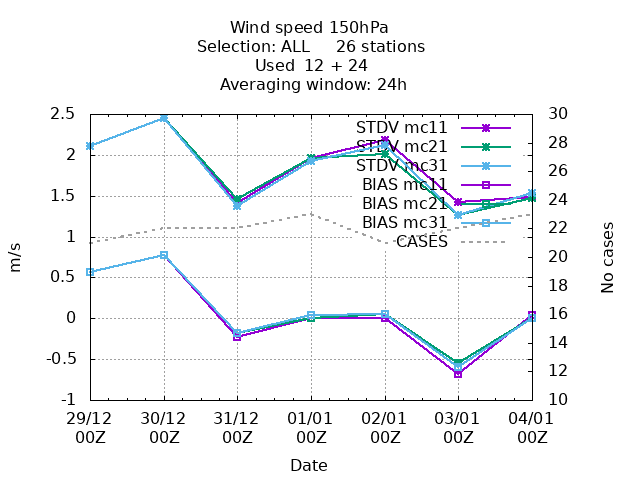 Wind speed 150hPa
Selection: ALL 26 stations
Used 12 + 24
Averaging window: 24h
2.5
2
1.5
1
0.5
0
-0.5
-1
m/s
30
28
26
24
22
20
18
16
14
12
10
No cases
STDV mc11
STDV mc21
STDV mc31
BIAS mc11
BIAS mc21
BIAS mc31
CASES
29/12 30/12 31/12 01/01 02/01 03/01 04/01
00Z 00Z 00Z 00Z 00Z 00Z 00Z
Date